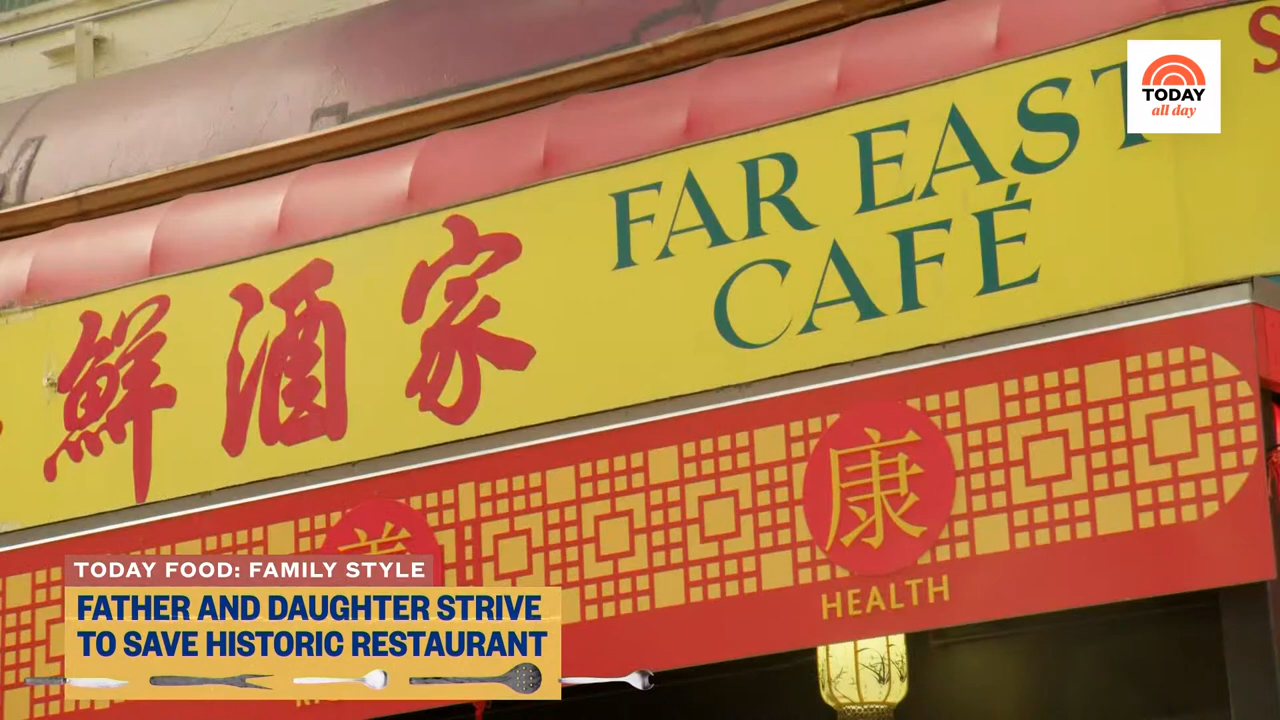 鮮酒家
FAR EAST
CAFÉ
TODAY
all day
康
HEALTH
TODAY FOOD: FAMILY STYLE
FATHER AND DAUGHTER STRIVE
TO SAVE HISTORIC RESTAURANT